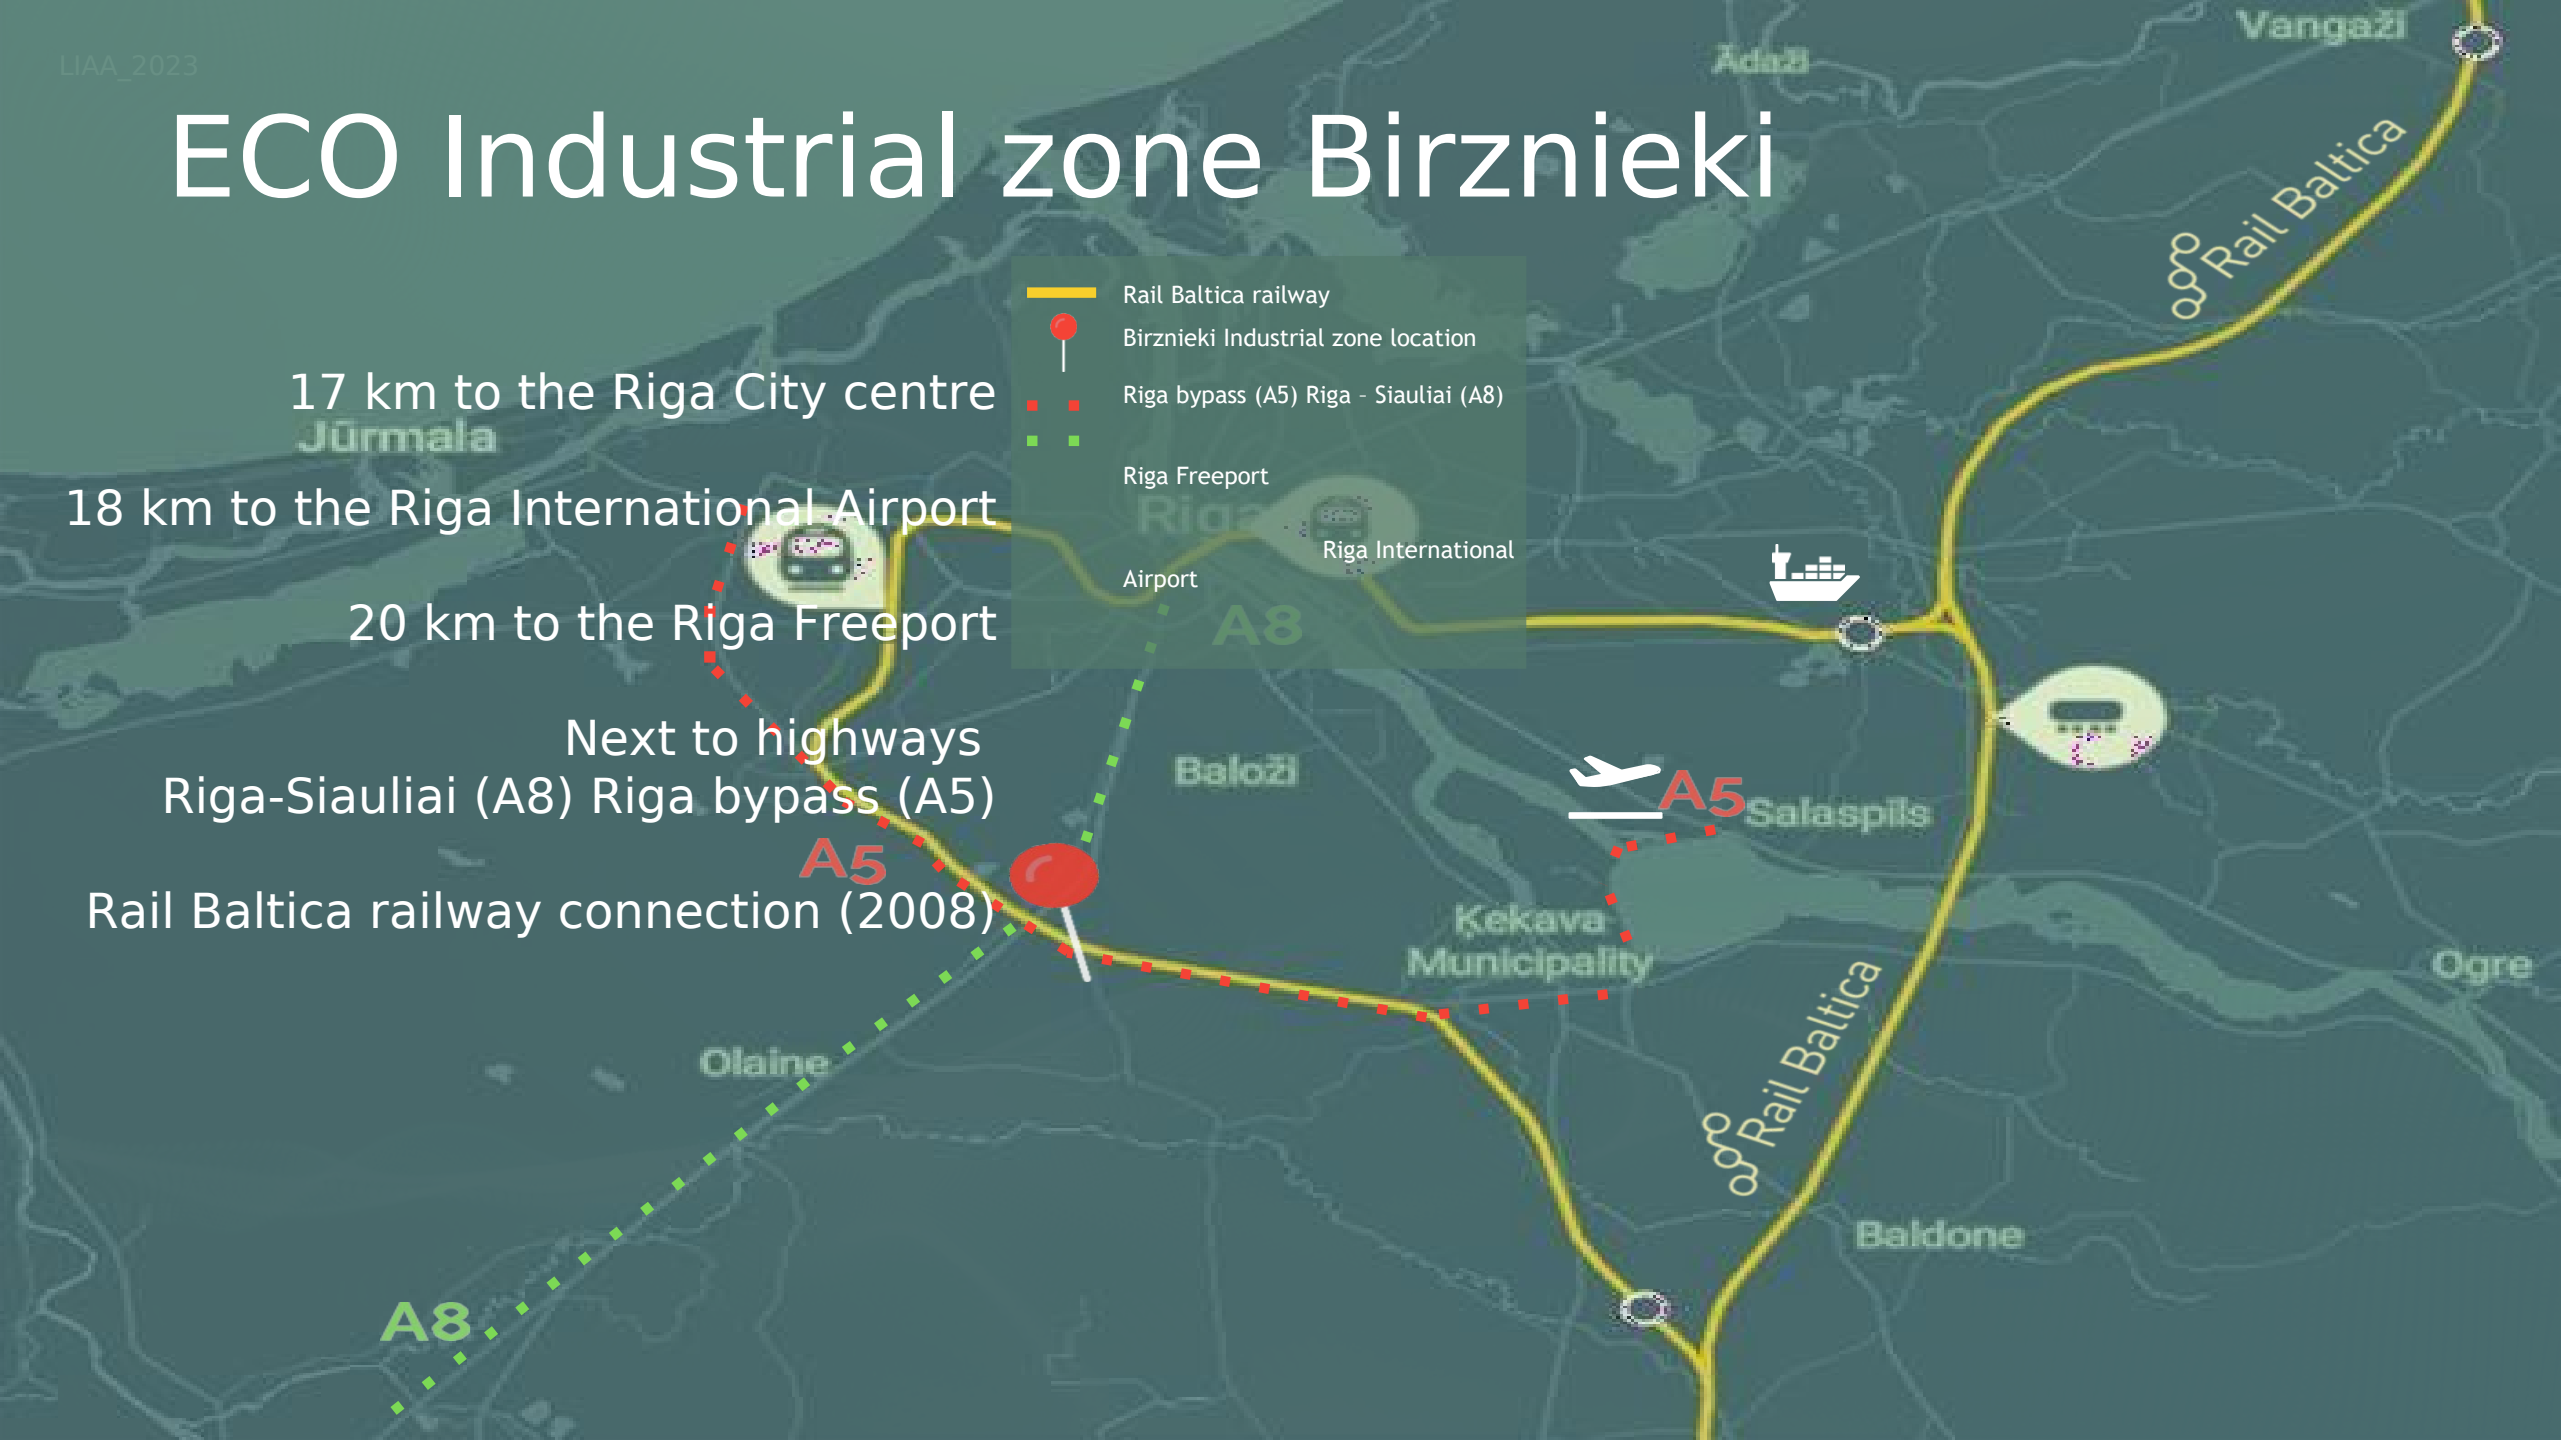 LIAA_2023
ECO Industrial zone Birznieki
17 km to the Riga City centre
18 km to the Riga International Airport
20 km to the Riga Freeport
Next to highways
Riga-Siauliai (A8) Riga bypass (A5)
Rail Baltica railway connection (2008)
Rail Baltica railway
Birznieki Industrial zone location
Riga bypass (A5) Riga - Siauliai (A8)
Riga Freeport
Riga International
Airport
Vangaži
Ādaži
Rail Baltica
Jūrmala
Riga
A8
Baloži
A5
Salaspils
A5
Ķekava
Municipality
Ogre
Rail Baltica
Olaine
Baldone
A8